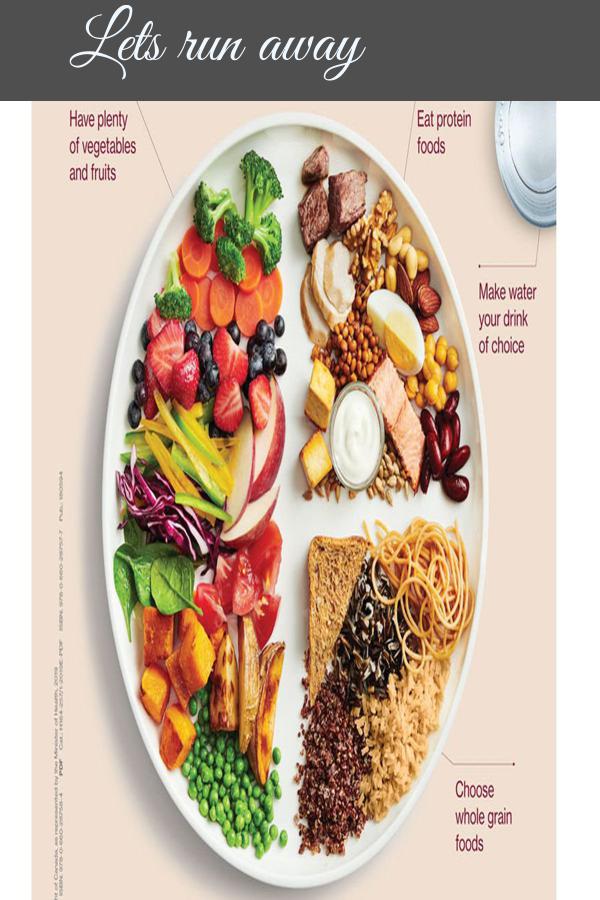 Lets run away
Have plenty
of vegetables
and fruits
Eat protein
foods
Make water
your drink
of choice
Choose
whole grain
foods